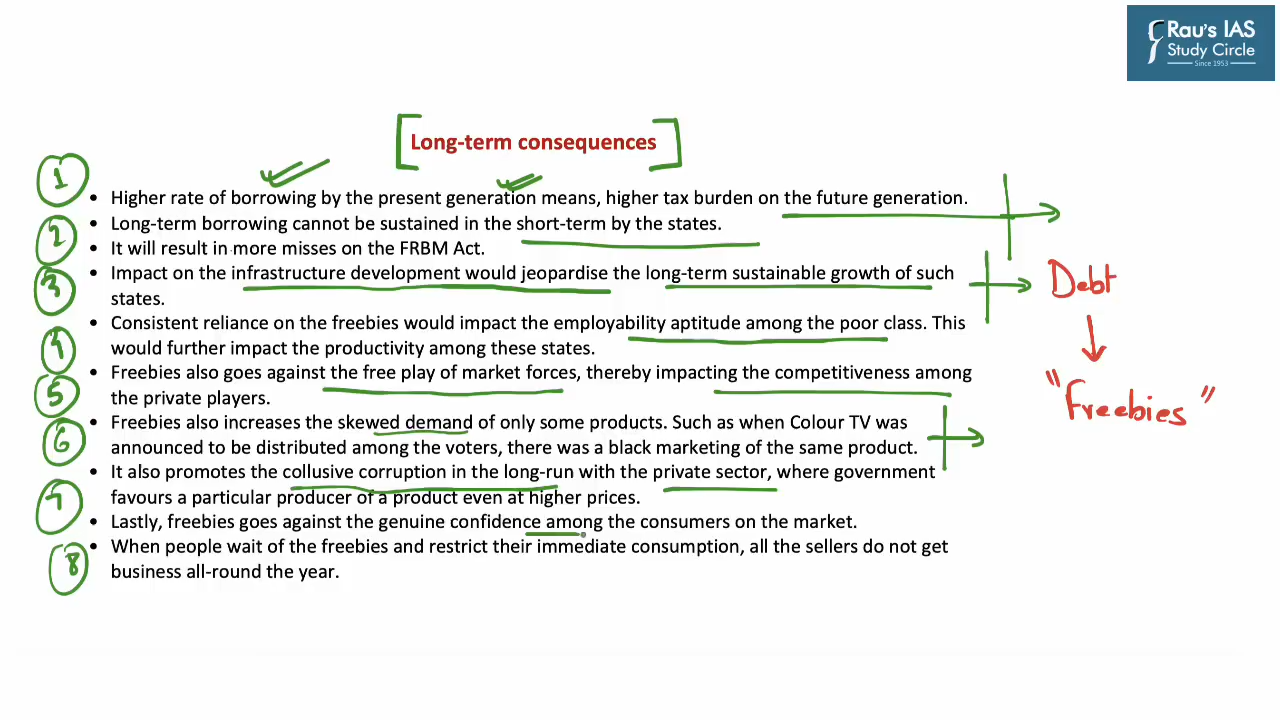 Rau's IAS
Study Circle
Since 1953
Long-term consequences
1
• Higher rate of borrowing by the present generation means, higher tax burden on the future generation.
2
• Long-term borrowing cannot be sustained in the short-term by the states.
• It will result in more misses on the FRBM Act.
3
• Impact on the infrastructure development would jeopardise the long-term sustainable growth of such
states.
Debt
4
• Consistent reliance on the freebies would impact the employability aptitude among the poor class. This
would further impact the productivity among these states.
5
• Freebies also goes against the free play of market forces, thereby impacting the competitiveness among
the private players.
"Freebies"
6
• Freebies also increases the skewed demand of only some products. Such as when Colour TV was
announced to be distributed among the voters, there was a black marketing of the same product.
7
• It also promotes the collusive corruption in the long-run with the private sector, where government
favours a particular producer of a product even at higher prices.
• Lastly, freebies goes against the genuine confidence among the consumers on the market.
8
• When people wait of the freebies and restrict their immediate consumption, all the sellers do not get
business all-round the year.